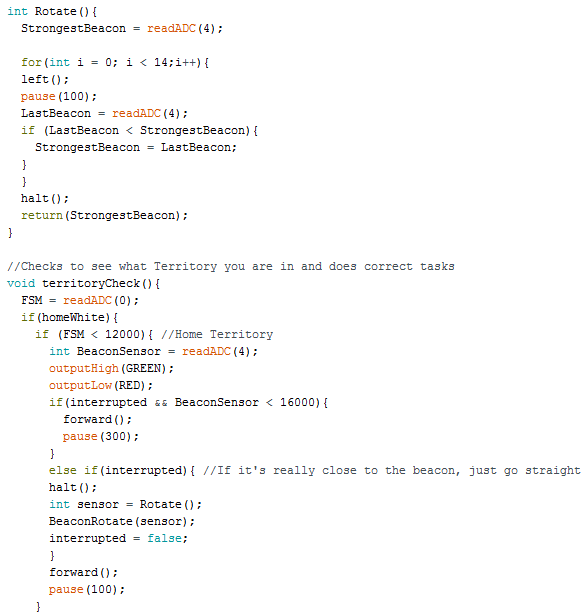 int Rotate(){
  StrongestBeacon = readADC(4);

  for(int i = 0; i < 14;i++){
  left();
  pause(100);
  LastBeacon = readADC(4);
  if (LastBeacon < StrongestBeacon){
    StrongestBeacon = LastBeacon;
  }
  }
  halt();
  return(StrongestBeacon);
}

//Checks to see what Territory you are in and does correct tasks
void territoryCheck(){
  FSM = readADC(0);
  if(homeWhite){
    if (FSM < 12000){ //Home Territory
      int BeaconSensor = readADC(4);
      outputHigh(GREEN);
      outputLow(RED);
      if(interrupted && BeaconSensor < 16000){
        forward();
        pause(300);
      }
      else if(interrupted){ //If it's really close to the beacon, just go straight
      halt();
      int sensor = Rotate();
      BeaconRotate(sensor);
      interrupted = false;
      }
      forward();
      pause(100);
    }